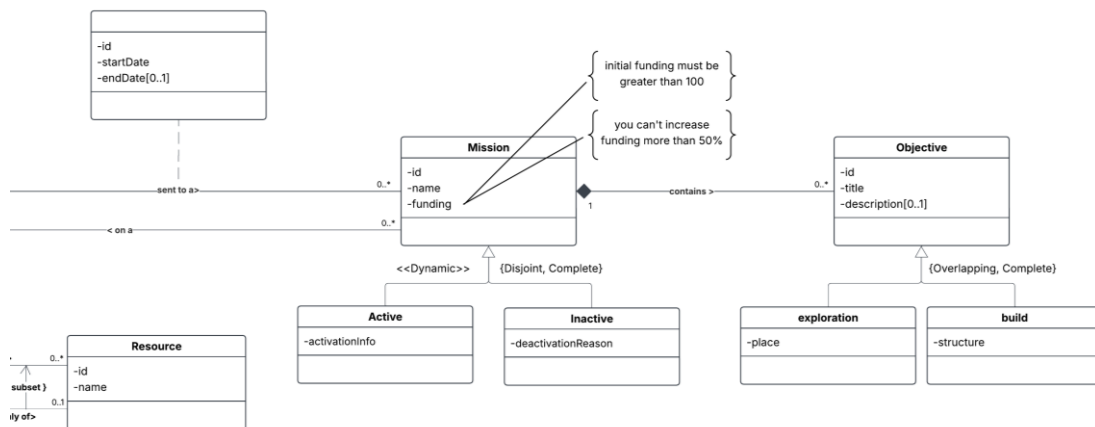 -id
-startDate
-endDate[0..1]
initial funding must be
greater than 100
you can't increase
funding more than 50%
Mission
-id
-name
-funding
Objective
-id
-title
-description[0..1]
sent to a>
0..*
contains >
1
0..*
< on a
0..*
<<Dynamic>>
{Disjoint, Complete}
{Overlapping, Complete}
Active
-activationInfo
Inactive
-deactivationReason
exploration
-place
build
-structure
Resource
-id
-name
0..*
subset }
0..1
of>